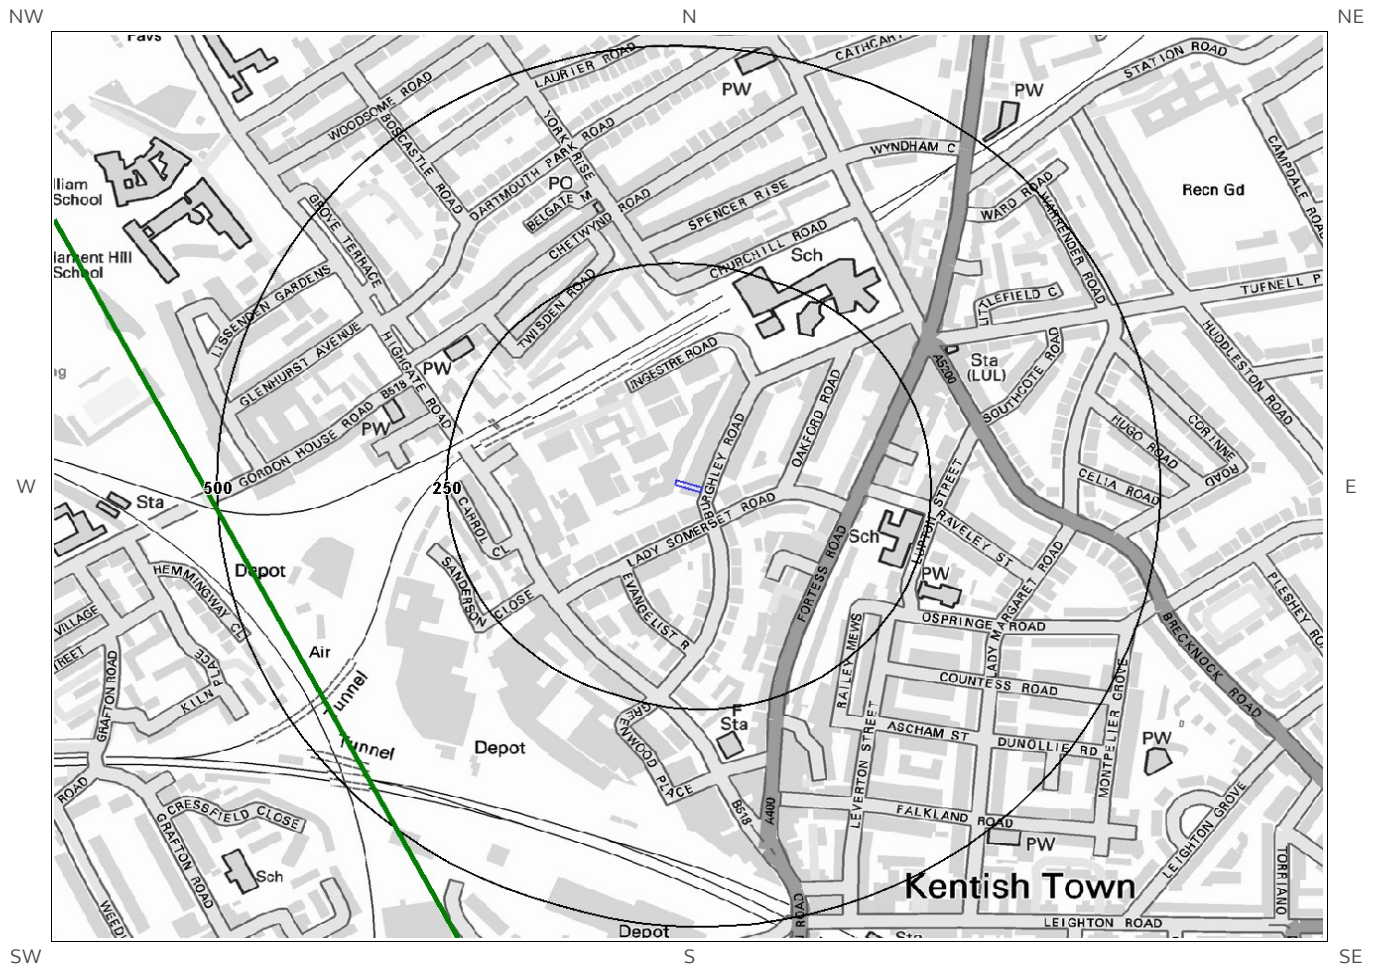 NW
N
NE
Pavs
CATHCART
LAURIER ROAD
STATION ROAD
PW
PW
WOODSOME ROAD
BOSCASTLE ROAD
YORK RISE
DARTMOUTH PARK ROAD
WYNDHAM C
CAMPDALE ROAD
lliam
School
PO
BELGATE M
CHETWYND ROAD
SPENCER RISE
WARD ROAD
WARRENDER ROAD
Recn Gd
GROVE TERRACE
CHURCHILL ROAD
Sch
liament Hill
School
LISSENDEN GARDENS
TWISDEN ROAD
LITTLEFIELD C
TUFNELL P
GLENHURST AVENUE
HIGHGATE ROAD
PW
INGESTRE ROAD
A5200
Sta
(LUL)
SOUTHCOTE ROAD
HUDDLESTON ROAD
ng
GORDON HOUSE ROAD B518
PW
OAKFORD ROAD
BURGHLEY ROAD
HUGO ROAD
CORINNE ROAD
CELIA ROAD
W
500
250
E
Sta
CARROL CL
LADY SOMERSET ROAD
FORTESS ROAD
Sch
LUPTON STREET
RAVELEY ST
Depot
SANDERSON CLOSE
HEMMINGWAY CL
EVANGELIST R
PW
LADY MARGARET ROAD
OSPRINGE ROAD
PLESHEY RO
VILLAGE
TREET
Air
Tunnel
RAILEY MEWS
COUNTESS ROAD
BRECKNOCK ROAD
GRAFTON ROAD
KILN PLACE
Tunnel
Depot
GREENWOOD PLACE
F
Sta
ASCHAM ST
DUNOLLIE RD
MONTPELIER GROVE
PW
ROAD
CRESSFIELD CLOSE
B518
A400
LEVERTON STREET
FALKLAND ROAD
PW
LEIGHTON GROVE
GRAFTON ROAD
Sch
WEED
Kentish Town
TORRIANO
Depot
ROAD
LEIGHTON ROAD
Sta
SW
S
SE